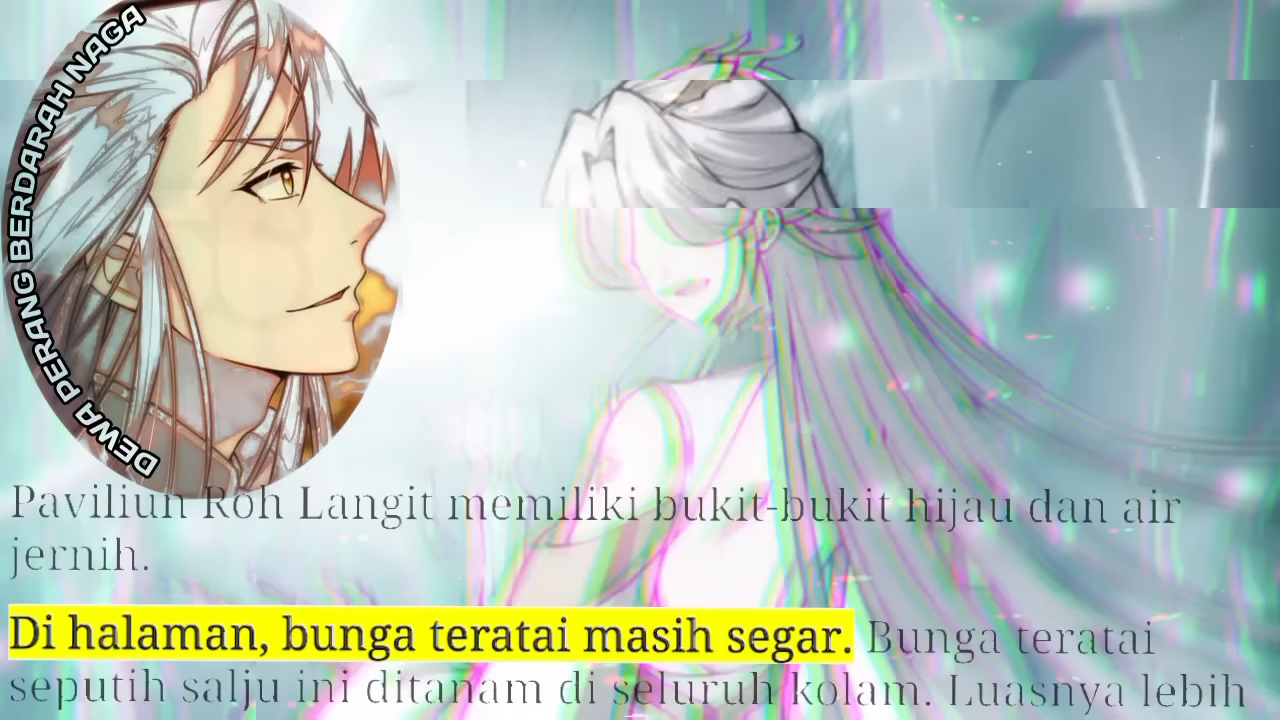 DEWA PERANG BERDARAH NAGA
Paviliun Roh Langit memiliki bukit-bukit hijau dan air
jernih.
Di halaman, bunga teratai masih segar. Bunga teratai
seputih salju ini ditanam di seluruh kolam. Luasnya lebih